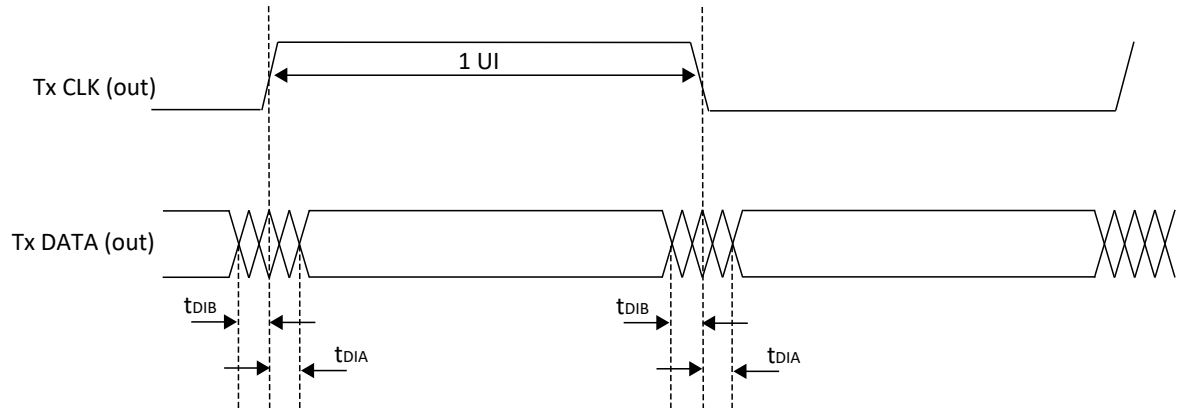 1 UI
Tx CLK (out)
Tx DATA (out)
tDIB
tDIB
tDIA
tDIA